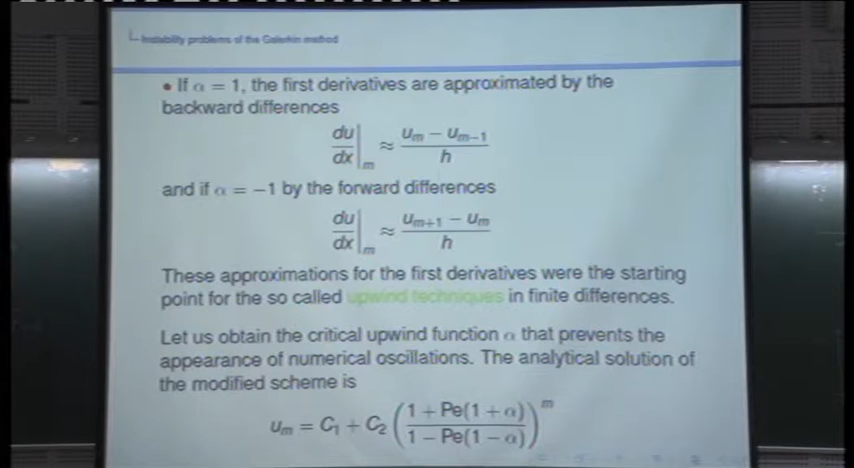 Instability problems of the Galerkin method
• If α = 1, the first derivatives are approximated by the
backward differences
du/dx|m ≈ (um − um−1)/h
and if α = −1 by the forward differences
du/dx|m ≈ (um+1 − um)/h
These approximations for the first derivatives were the starting
point for the so called upwind techniques in finite differences.
Let us obtain the critical upwind function α that prevents the
appearance of numerical oscillations. The analytical solution of
the modified scheme is
um = C1 + C2 ((1 + Pe(1 + α))/(1 − Pe(1 − α)))^m